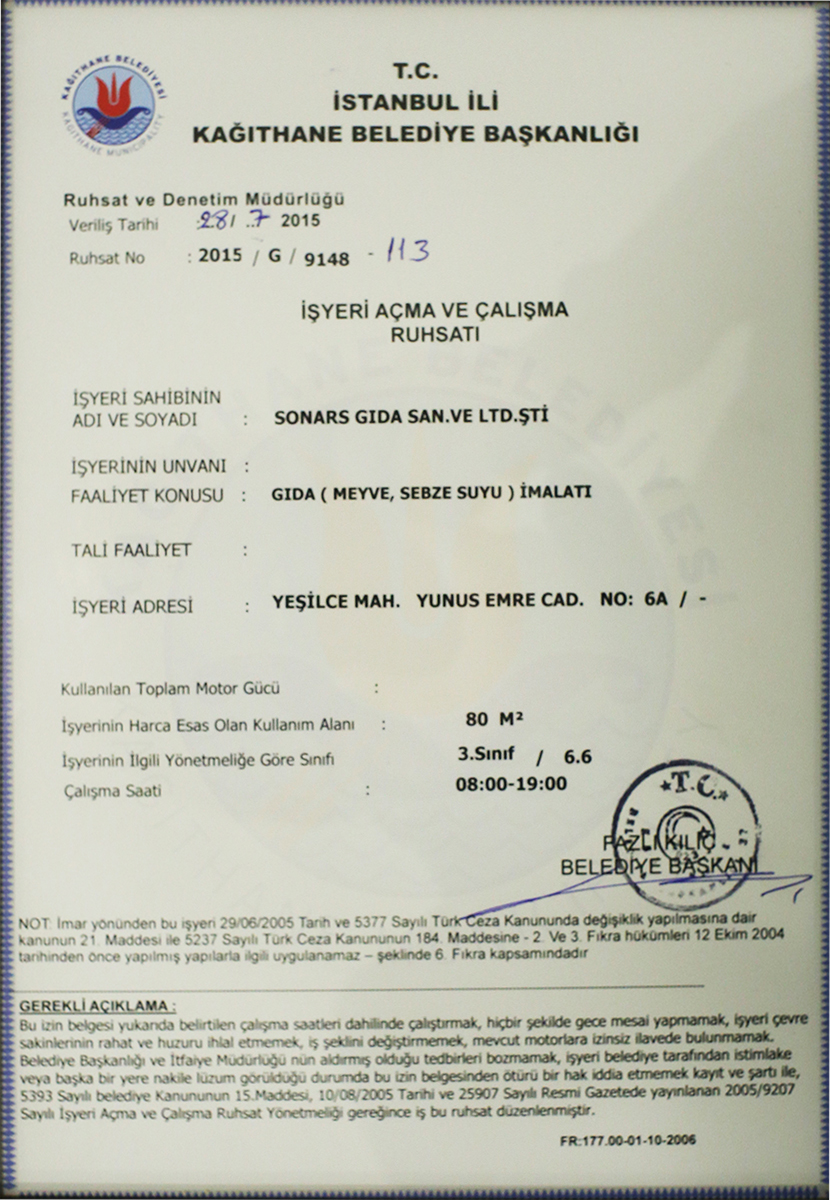 KAĞITHANE BELEDİYESİ
KAGITHANE MUNICIPALITY
T.C.
İSTANBUL İLİ
KAĞITHANE BELEDİYE BAŞKANLIĞI
Ruhsat ve Denetim Müdürlüğü
Veriliş Tarihi : 28/ .7 2015
Ruhsat No : 2015 / G / 9148 - 113
İŞYERİ AÇMA VE ÇALIŞMA
RUHSATI
İŞYERİ SAHİBİNİN
ADI VE SOYADI : SONARS GIDA SAN.VE LTD.ŞTİ
İŞYERİNİN UNVANI :
FAALİYET KONUSU : GIDA ( MEYVE, SEBZE SUYU ) İMALATI
TALİ FAALİYET :
İŞYERİ ADRESİ : YEŞİLCE MAH. YUNUS EMRE CAD. NO: 6A / -
Kullanılan Toplam Motor Gücü :
İşyerinin Harca Esas Olan Kullanım Alanı : 80 M²
İşyerinin İlgili Yönetmeliğe Göre Sınıfı 3.Sınıf / 6.6
Çalışma Saati : 08:00-19:00
T.C.
FAZLI KILIÇ
BELEDİYE BAŞKANI
NOT: İmar yönünden bu işyeri 29/06/2005 Tarih ve 5377 Sayılı Türk Ceza Kanununda değişiklik yapılmasına dair
kanunun 21. Maddesi ile 5237 Sayılı Türk Ceza Kanununun 184. Maddesine - 2. Ve 3. Fıkra hükümleri 12 Ekim 2004
tarihinden önce yapılmış yapılarla ilgili uygulanamaz – şeklinde 6. Fıkra kapsamındadır
GEREKLİ AÇIKLAMA :
Bu izin belgesi yukarıda belirtilen çalışma saatleri dahilinde çalıştırmak, hiçbir şekilde gece mesai yapmamak, işyeri çevre
sakinlerinin rahat ve huzuru ihlal etmemek, iş şeklini değiştirmemek, mevcut motorlara izinsiz ilavede bulunmamak.
Belediye Başkanlığı ve İtfaiye Müdürlüğü nün aldırmış olduğu tedbirleri bozmamak, işyeri belediye tarafından istimlake
veya başka bir yere nakile lüzum görüldüğü durumda bu izin belgesinden ötürü bir hak iddia etmemek kayıt ve şartı ile,
5393 Sayılı belediye Kanununun 15.Maddesi, 10/08/2005 Tarihi ve 25907 Sayılı Resmi Gazetede yayınlanan 2005/9207
Sayılı İşyeri Açma ve Çalışma Ruhsat Yönetmeliği gereğince iş bu ruhsat düzenlenmiştir.
FR:177.00-01-10-2006